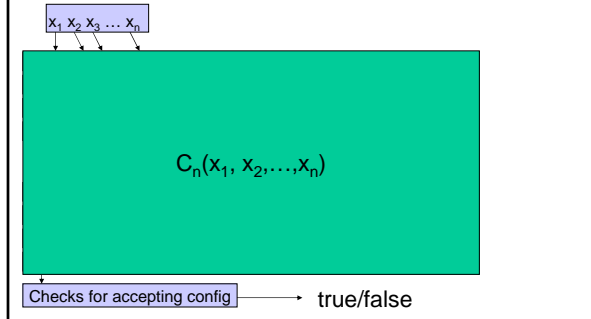 x₁ x₂ x₃ … xₙ
Cₙ(x₁, x₂,…,xₙ)
Checks for accepting config
true/false